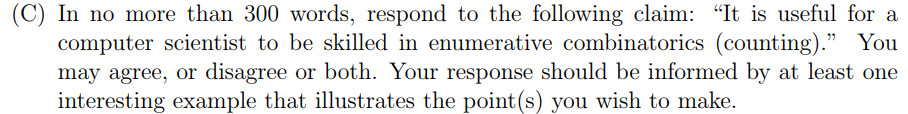 (C) In no more than 300 words, respond to the following claim: “It is useful for a
computer scientist to be skilled in enumerative combinatorics (counting).” You
may agree, or disagree or both. Your response should be informed by at least one
interesting example that illustrates the point(s) you wish to make.